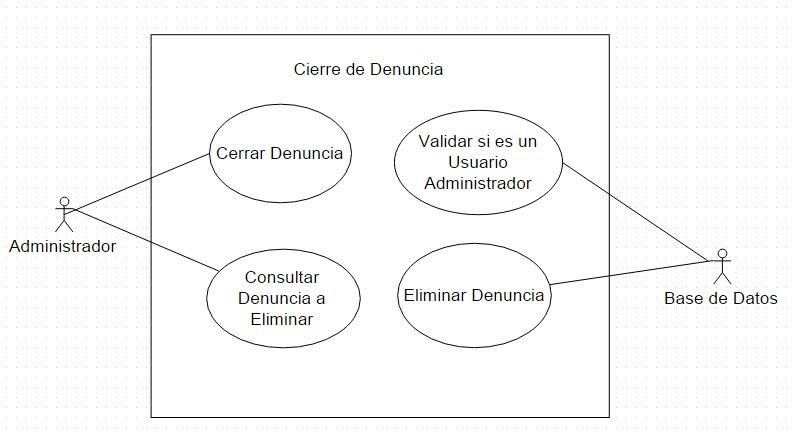 Cierre de Denuncia
Cerrar Denuncia
Validar si es un
Usuario
Administrador
Administrador
Consultar
Denuncia a
Eliminar
Eliminar Denuncia
Base de Datos